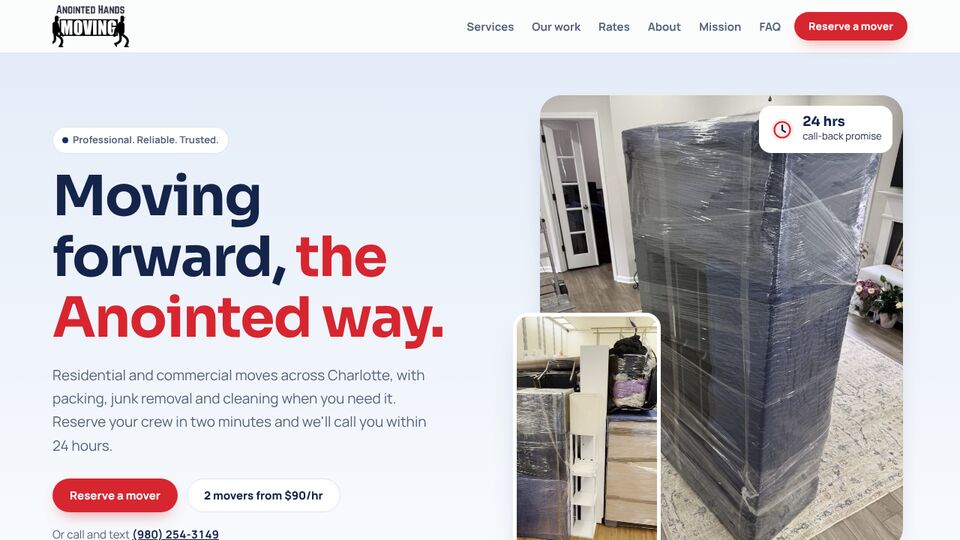 Anointed Hands
MOVING
Services
Our work
Rates
About
Mission
FAQ
Reserve a mover
Professional. Reliable. Trusted.
Moving
forward, the
Anointed way.
Residential and commercial moves across Charlotte, with
packing, junk removal and cleaning when you need it.
Reserve your crew in two minutes and we'll call you within
24 hours.
Reserve a mover
2 movers from $90/hr
Or call and text (980) 254-3149
24 hrs
call-back promise